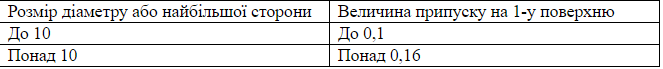 Розмір діаметру або найбільшої сторони Величина припуску на 1-у поверхню
До 10 До 0,1
Понад 10 Понад 0,16